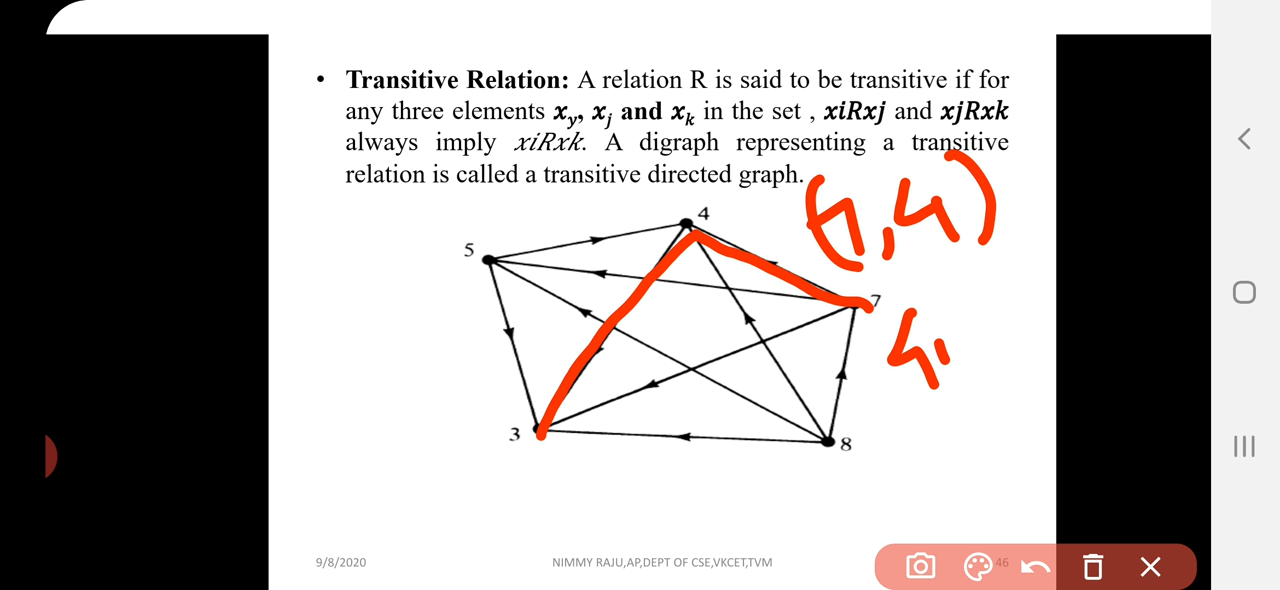 • Transitive Relation: A relation R is said to be transitive if for
any three elements xy, xj and xk in the set , xiRxj and xjRxk
always imply xiRxk. A digraph representing a transitive
relation is called a transitive directed graph.
(7,4)
4
5
7
4,
3
8
9/8/2020
NIMMY RAJU,AP,DEPT OF CSE,VKCET,TVM
46